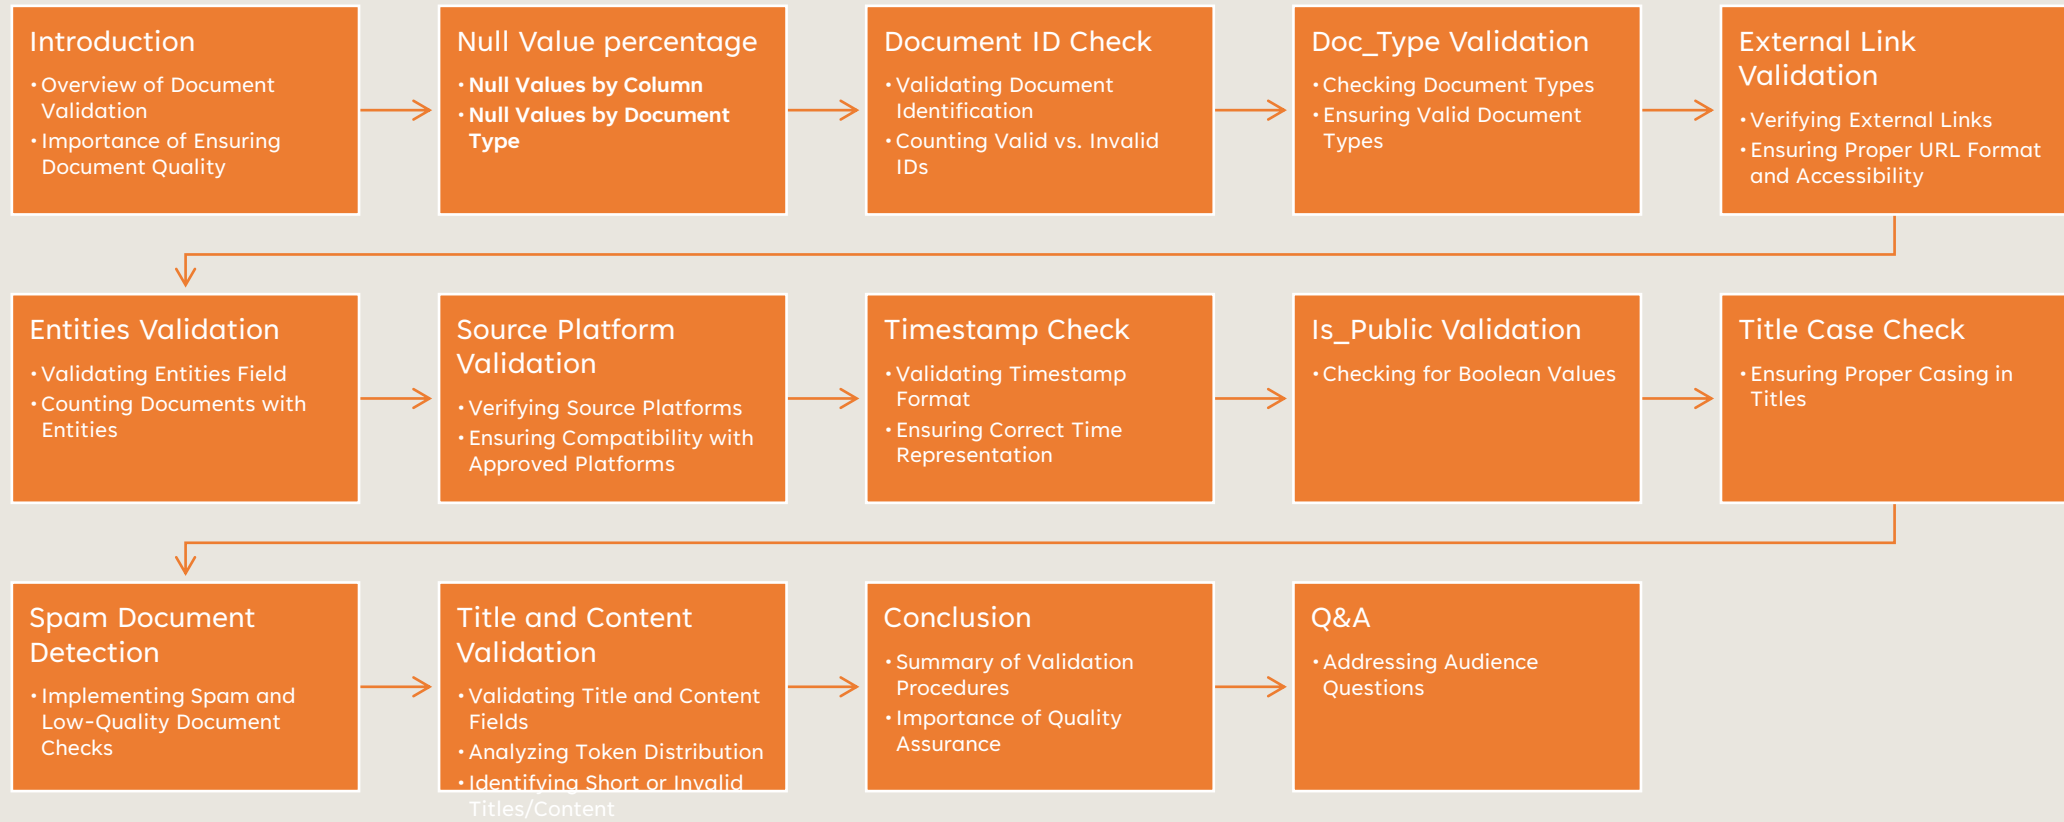 Introduction
• Overview of Document
Validation
• Importance of Ensuring
Document Quality
Null Value percentage
• Null Values by Column
• Null Values by Document
Type
Document ID Check
• Validating Document
Identification
• Counting Valid vs. Invalid
IDs
Doc_Type Validation
• Checking Document Types
• Ensuring Valid Document
Types
External Link
Validation
• Verifying External Links
• Ensuring Proper URL Format
and Accessibility
Entities Validation
• Validating Entities Field
• Counting Documents with
Entities
Source Platform
Validation
• Verifying Source Platforms
• Ensuring Compatibility with
Approved Platforms
Timestamp Check
• Validating Timestamp
Format
• Ensuring Correct Time
Representation
Is_Public Validation
• Checking for Boolean Values
Title Case Check
• Ensuring Proper Casing in
Titles
Spam Document
Detection
• Implementing Spam and
Low-Quality Document
Checks
Title and Content
Validation
• Validating Title and Content
Fields
• Analyzing Token Distribution
• Identifying Short or Invalid
Titles/Content
Conclusion
• Summary of Validation
Procedures
• Importance of Quality
Assurance
Q&A
• Addressing Audience
Questions